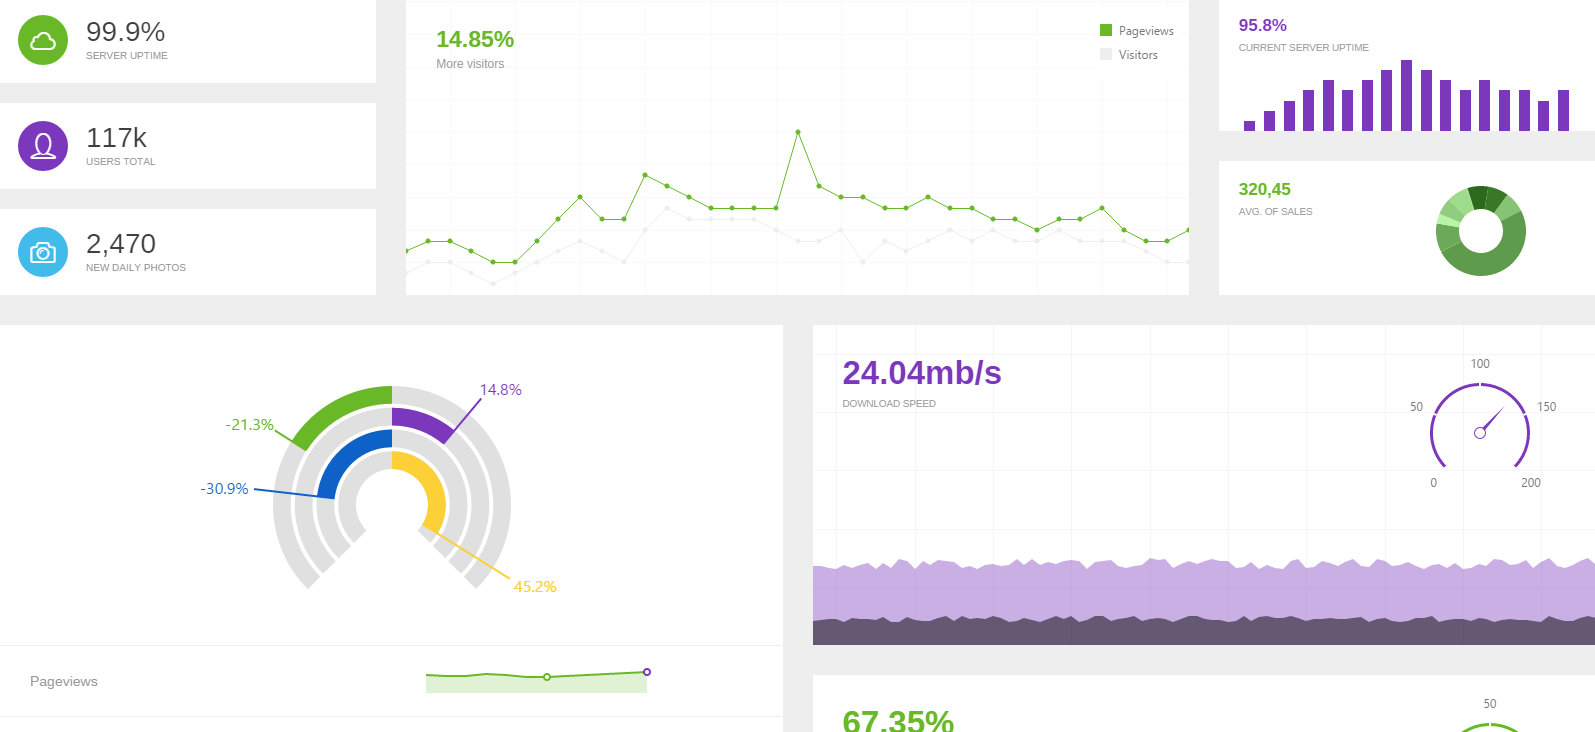 99.9%
SERVER UPTIME
117k
USERS TOTAL
2,470
NEW DAILY PHOTOS
14.85%
More visitors
Pageviews
Visitors
95.8%
CURRENT SERVER UPTIME
320,45
AVG. OF SALES
14.8%
-21.3%
-30.9%
45.2%
Pageviews
24.04mb/s
DOWNLOAD SPEED
100
50
150
0
200
67.35%
50